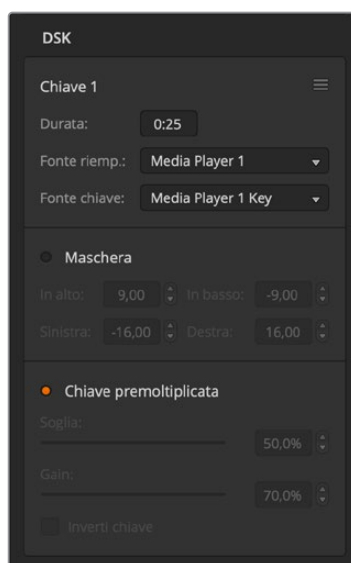 DSK
Chiave 1
Durata: 0:25
Fonte riemp.: Media Player 1
Fonte chiave: Media Player 1 Key
Maschera
In alto: 9,00 In basso: -9,00
Sinistra: -16,00 Destra: 16,00
Chiave premoltiplicata
Soglia:
50,0%
Gain:
70,0%
Inverti chiave